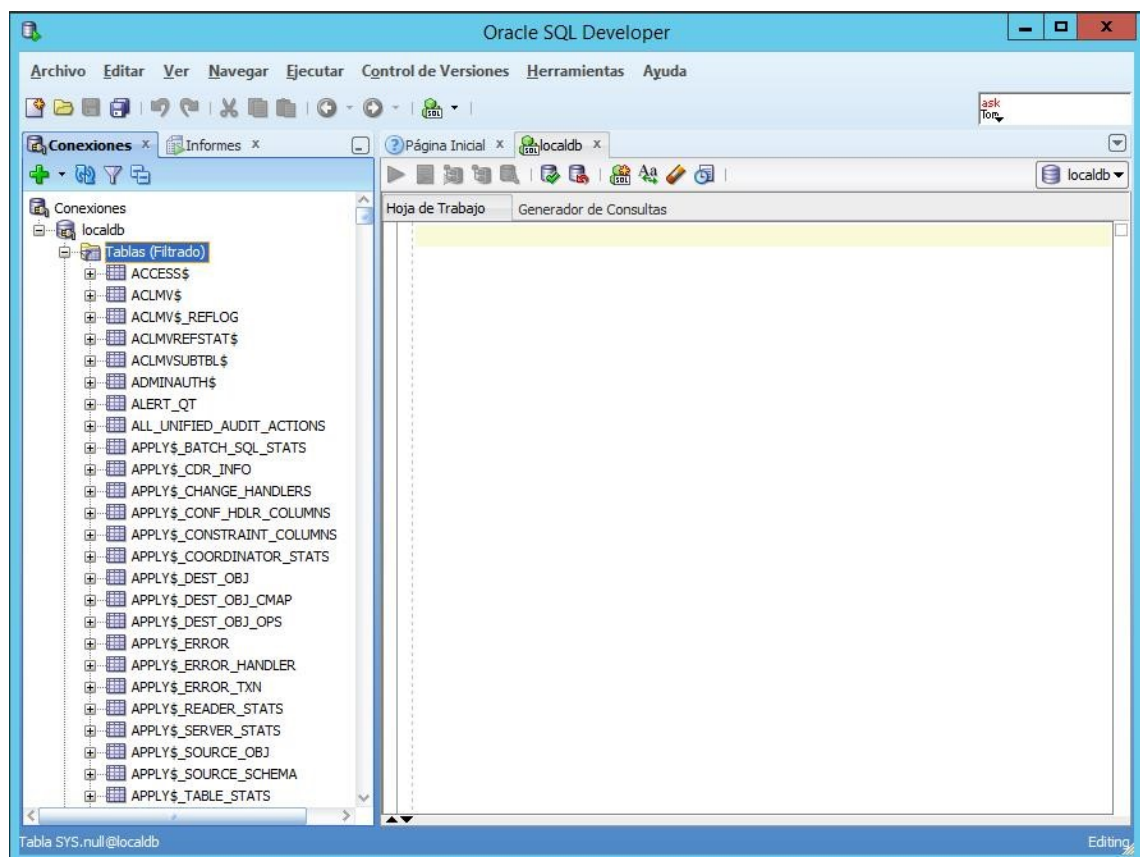 Oracle SQL Developer
Archivo Editar Ver Navegar Ejecutar Control de Versiones Herramientas Ayuda
ask
Tom
Conexiones Informes
Página Inicial localdb
localdb
Conexiones
Hoja de Trabajo Generador de Consultas
localdb
Tablas (Filtrado)
ACCESS$
ACLMV$
ACLMV$_REFLOG
ACLMVREFSTAT$
ACLMVSUBTBL$
ADMINAUTH$
ALERT_QT
ALL_UNIFIED_AUDIT_ACTIONS
APPLY$_BATCH_SQL_STATS
APPLY$_CDR_INFO
APPLY$_CHANGE_HANDLERS
APPLY$_CONF_HDLR_COLUMNS
APPLY$_CONSTRAINT_COLUMNS
APPLY$_COORDINATOR_STATS
APPLY$_DEST_OBJ
APPLY$_DEST_OBJ_CMAP
APPLY$_DEST_OBJ_OPS
APPLY$_ERROR
APPLY$_ERROR_HANDLER
APPLY$_ERROR_TXN
APPLY$_READER_STATS
APPLY$_SERVER_STATS
APPLY$_SOURCE_OBJ
APPLY$_SOURCE_SCHEMA
APPLY$_TABLE_STATS
Tabla SYS.null@localdb
Editing